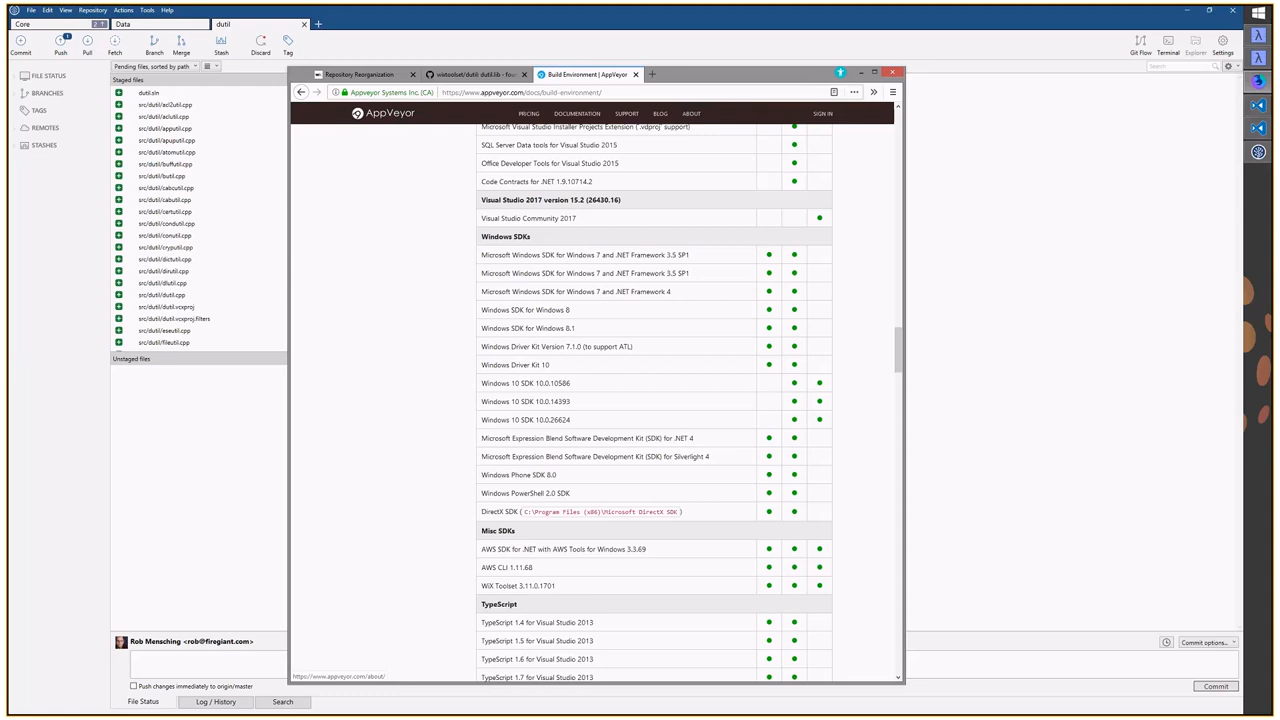 File Edit View Repository Actions Tools Help
Core 2 Data dutil
Commit Push 1 Pull Fetch Branch Merge Stash Discard Tag Git Flow Terminal Explorer Settings
Pending files, sorted by path
Search
FILE STATUS
BRANCHES
TAGS
REMOTES
STASHES
Staged files
dutil.sln
src/dutil/acl2util.cpp
src/dutil/aclutil.cpp
src/dutil/apputil.cpp
src/dutil/apuputil.cpp
src/dutil/atomutil.cpp
src/dutil/buffutil.cpp
src/dutil/butil.cpp
src/dutil/cabcutil.cpp
src/dutil/cabutil.cpp
src/dutil/certutil.cpp
src/dutil/condutil.cpp
src/dutil/conutil.cpp
src/dutil/cryputil.cpp
src/dutil/dictutil.cpp
src/dutil/dirutil.cpp
src/dutil/dlutil.cpp
src/dutil/dutil.cpp
src/dutil/dutil.vcxproj
src/dutil/dutil.vcxproj.filters
src/dutil/eseutil.cpp
src/dutil/fileutil.cpp
Unstaged files
Repository Reorganization
wixtoolset/dutil: dutil.lib - foun
Build Environment | AppVeyor
Appveyor Systems Inc. (CA) https://www.appveyor.com/docs/build-environment/
AppVeyor PRICING DOCUMENTATION SUPPORT BLOG ABOUT SIGN IN
Microsoft Visual Studio Installer Projects Extension (".vdproj" support)
SQL Server Data tools for Visual Studio 2015
Office Developer Tools for Visual Studio 2015
Code Contracts for .NET 1.9.10714.2
Visual Studio 2017 version 15.2 (26430.16)
Visual Studio Community 2017
Windows SDKs
Microsoft Windows SDK for Windows 7 and .NET Framework 3.5 SP1
Microsoft Windows SDK for Windows 7 and .NET Framework 3.5 SP1
Microsoft Windows SDK for Windows 7 and .NET Framework 4
Windows SDK for Windows 8
Windows SDK for Windows 8.1
Windows Driver Kit Version 7.1.0 (to support ATL)
Windows Driver Kit 10
Windows 10 SDK 10.0.10586
Windows 10 SDK 10.0.14393
Windows 10 SDK 10.0.26624
Microsoft Expression Blend Software Development Kit (SDK) for .NET 4
Microsoft Expression Blend Software Development Kit (SDK) for Silverlight 4
Windows Phone SDK 8.0
Windows PowerShell 2.0 SDK
DirectX SDK ( C:\Program Files (x86)\Microsoft DirectX SDK )
Misc SDKs
AWS SDK for .NET with AWS Tools for Windows 3.3.69
AWS CLI 1.11.68
WiX Toolset 3.11.0.1701
TypeScript
TypeScript 1.4 for Visual Studio 2013
TypeScript 1.5 for Visual Studio 2013
TypeScript 1.6 for Visual Studio 2013
TypeScript 1.7 for Visual Studio 2013
https://www.appveyor.com/about/
Rob Mensching <rob@firegiant.com>
Commit options...
Push changes immediately to origin/master
Commit
File Status Log / History Search